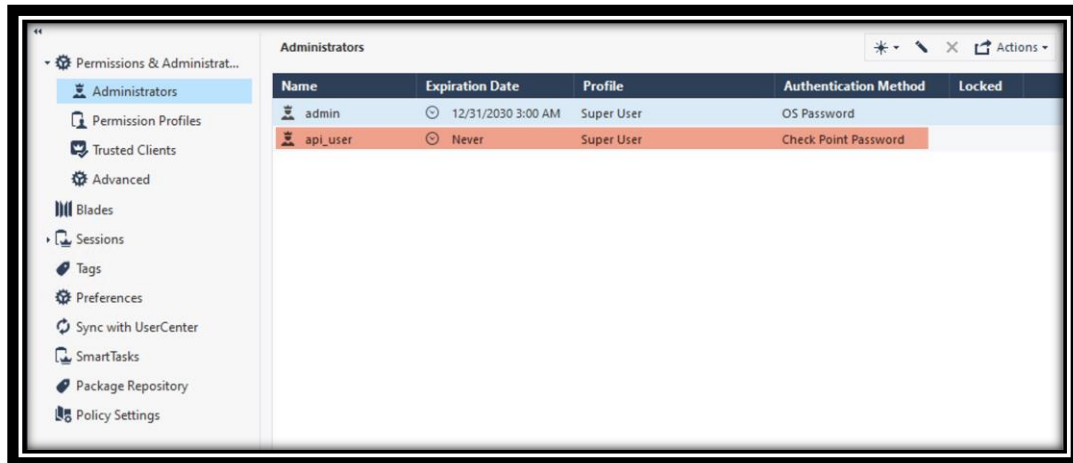 Permissions & Administrat...
Administrators
Permission Profiles
Trusted Clients
Advanced
Blades
Sessions
Tags
Preferences
Sync with UserCenter
SmartTasks
Package Repository
Policy Settings
Administrators
Actions
Name Expiration Date Profile Authentication Method Locked
admin 12/31/2030 3:00 AM Super User OS Password
api_user Never Super User Check Point Password